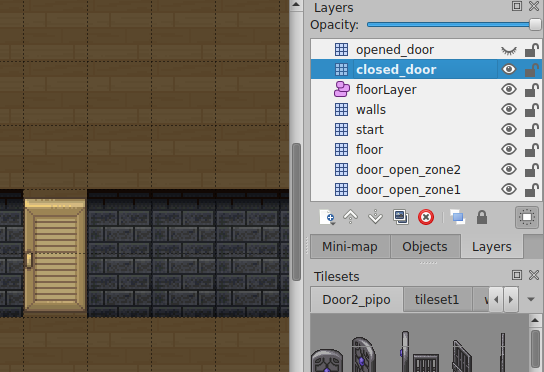 Layers
Opacity:
opened_door
closed_door
floorLayer
walls
start
floor
door_open_zone2
door_open_zone1
Mini-map Objects Layers
Tilesets
Door2_pipo tileset1